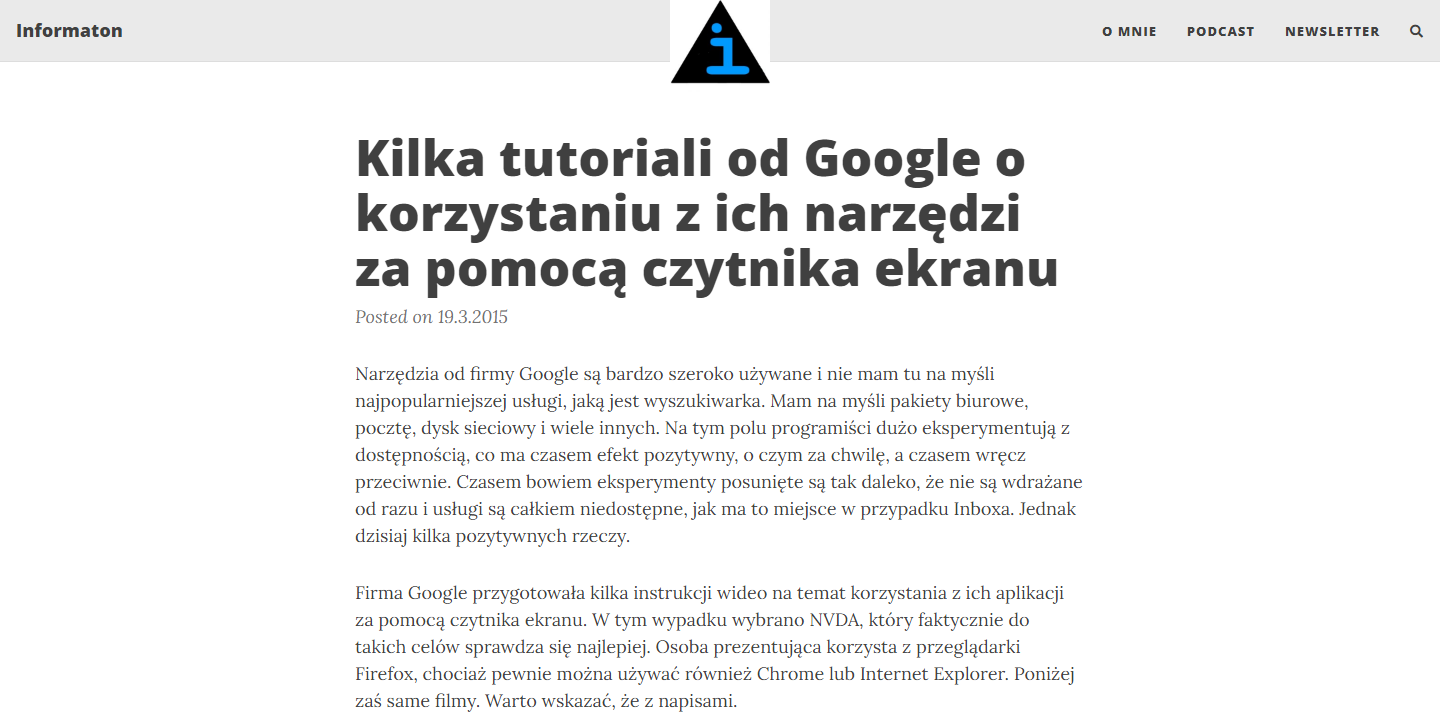 Informaton
i
O MNIE
PODCAST
NEWSLETTER
Kilka tutoriali od Google o
korzystaniu z ich narzędzi
za pomocą czytnika ekranu
Posted on 19.3.2015
Narzędzia od firmy Google są bardzo szeroko używane i nie mam tu na myśli
najpopularniejszej usługi, jaką jest wyszukiwarka. Mam na myśli pakiety biurowe,
pocztę, dysk sieciowy i wiele innych. Na tym polu programiści dużo eksperymentują z
dostępnością, co ma czasem efekt pozytywny, o czym za chwilę, a czasem wręcz
przeciwnie. Czasem bowiem eksperymenty posunięte są tak daleko, że nie są wdrażane
od razu i usługi są całkiem niedostępne, jak ma to miejsce w przypadku Inboxa. Jednak
dzisiaj kilka pozytywnych rzeczy.
Firma Google przygotowała kilka instrukcji wideo na temat korzystania z ich aplikacji
za pomocą czytnika ekranu. W tym wypadku wybrano NVDA, który faktycznie do
takich celów sprawdza się najlepiej. Osoba prezentująca korzysta z przeglądarki
Firefox, chociaż pewnie można używać również Chrome lub Internet Explorer. Poniżej
zaś same filmy. Warto wskazać, że z napisami.